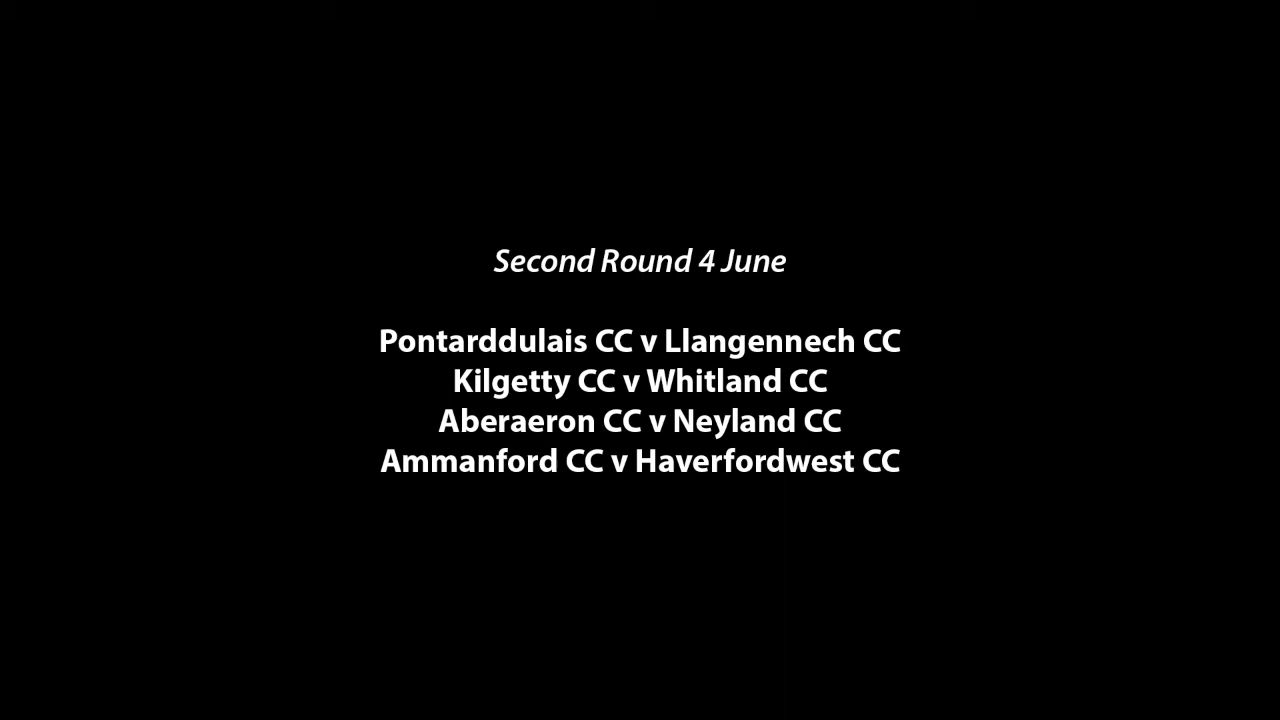 Second Round 4 June
Pontarddulais CC v Llangennech CC
Kilgetty CC v Whitland CC
Aberaeron CC v Neyland CC
Ammanford CC v Haverfordwest CC